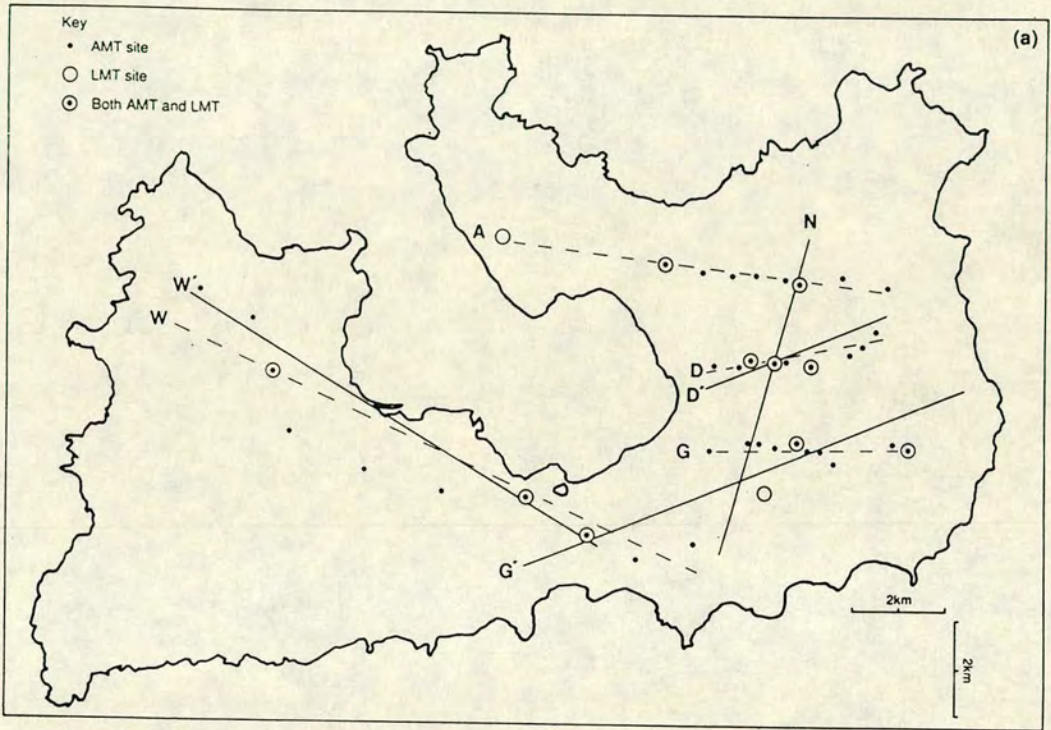 (a)
Key
AMT site
LMT site
Both AMT and LMT
N
A
W´
W
D
D´
G
G´
2km
2km